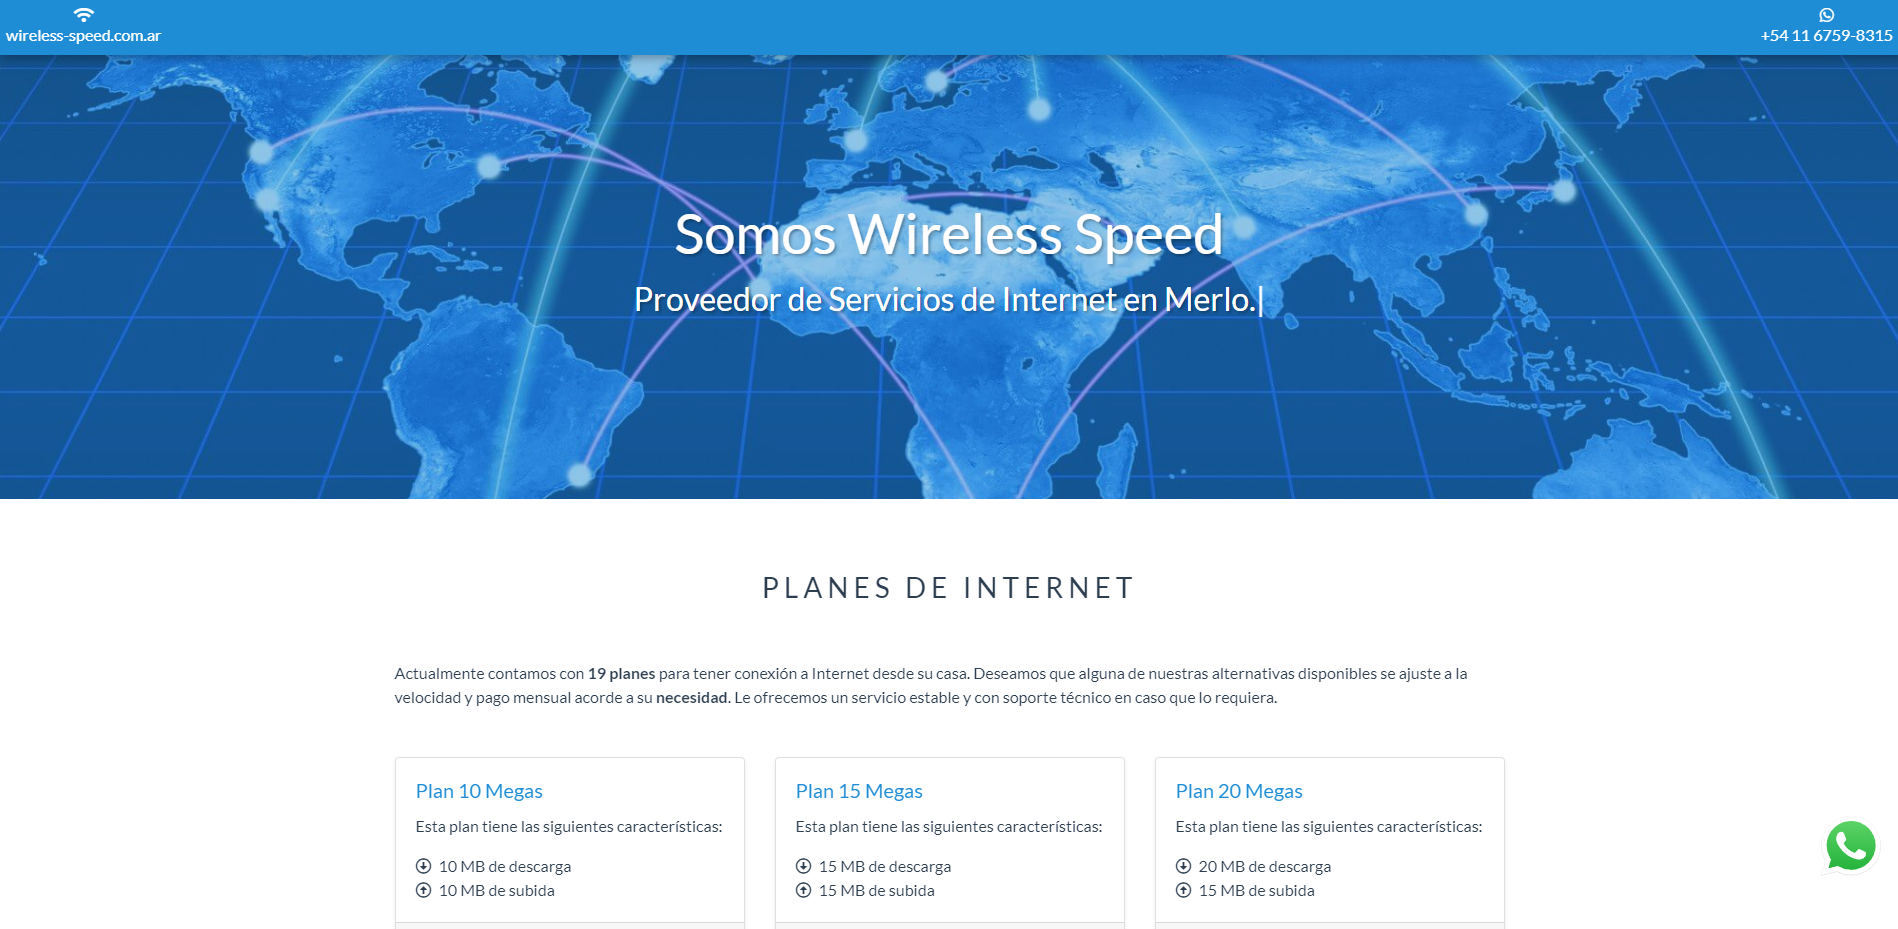 wireless-speed.com.ar
+54 11 6759-8315
Somos Wireless Speed
Proveedor de Servicios de Internet en Merlo.|
PLANES DE INTERNET
Actualmente contamos con 19 planes para tener conexión a Internet desde su casa. Deseamos que alguna de nuestras alternativas disponibles se ajuste a la
velocidad y pago mensual acorde a su necesidad. Le ofrecemos un servicio estable y con soporte técnico en caso que lo requiera.
Plan 10 Megas
Esta plan tiene las siguientes características:
10 MB de descarga
10 MB de subida
Plan 15 Megas
Esta plan tiene las siguientes características:
15 MB de descarga
15 MB de subida
Plan 20 Megas
Esta plan tiene las siguientes características:
20 MB de descarga
15 MB de subida